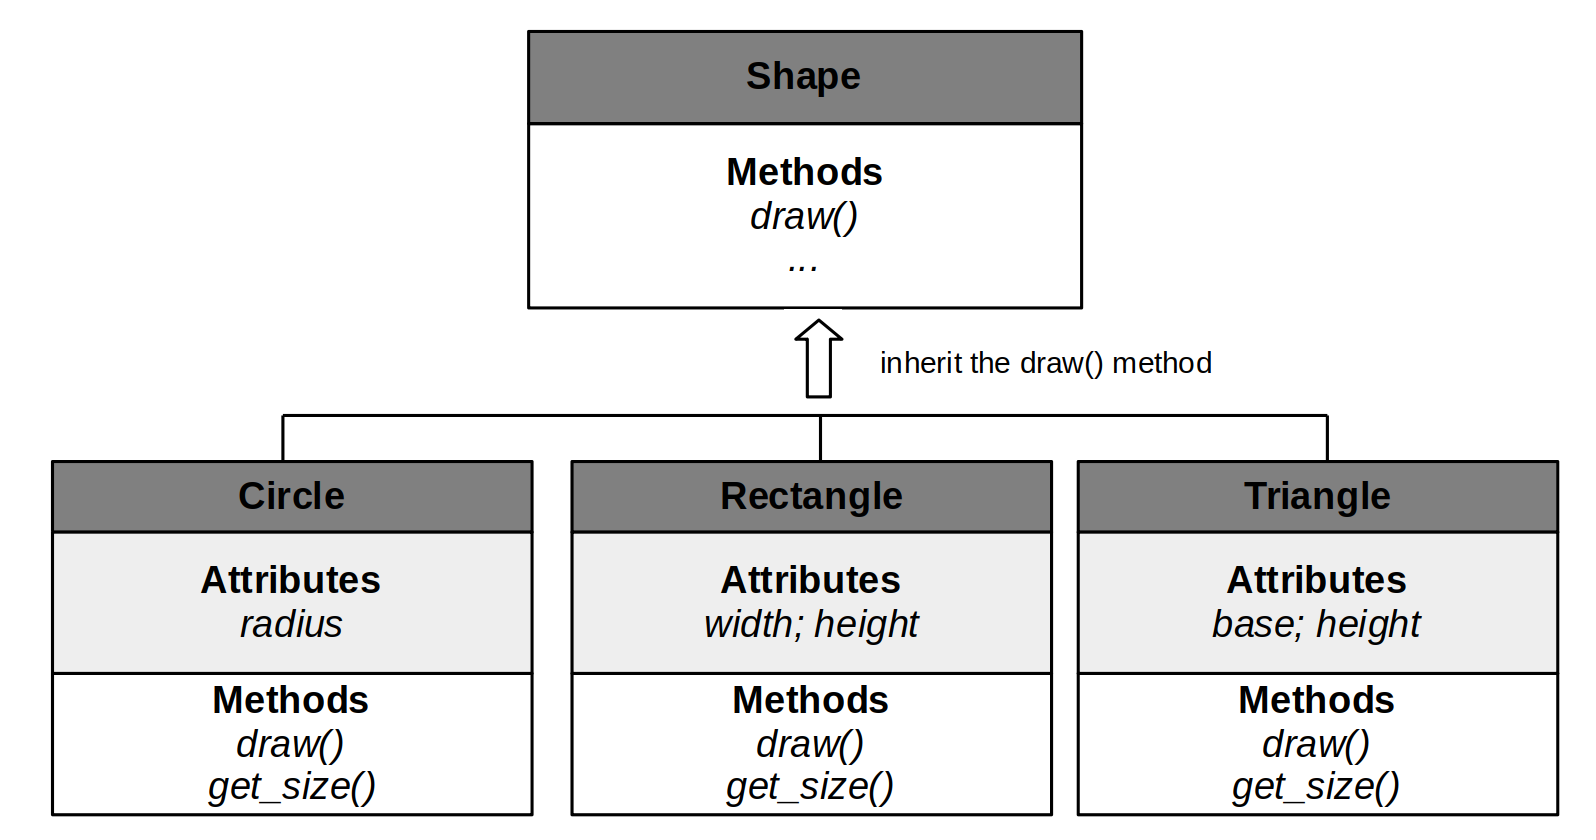 Shape
Methods
draw()
...
inherit the draw() method
Circle
Attributes
radius
Methods
draw()
get_size()
Rectangle
Attributes
width; height
Methods
draw()
get_size()
Triangle
Attributes
base; height
Methods
draw()
get_size()